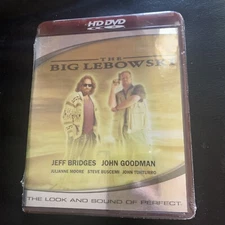 HD DVD
THE
BIG LEBOWSKI
JEFF BRIDGES JOHN GOODMAN
JULIANNE MOORE STEVE BUSCEMI JOHN TURTURRO
THE LOOK AND SOUND OF PERFECT.